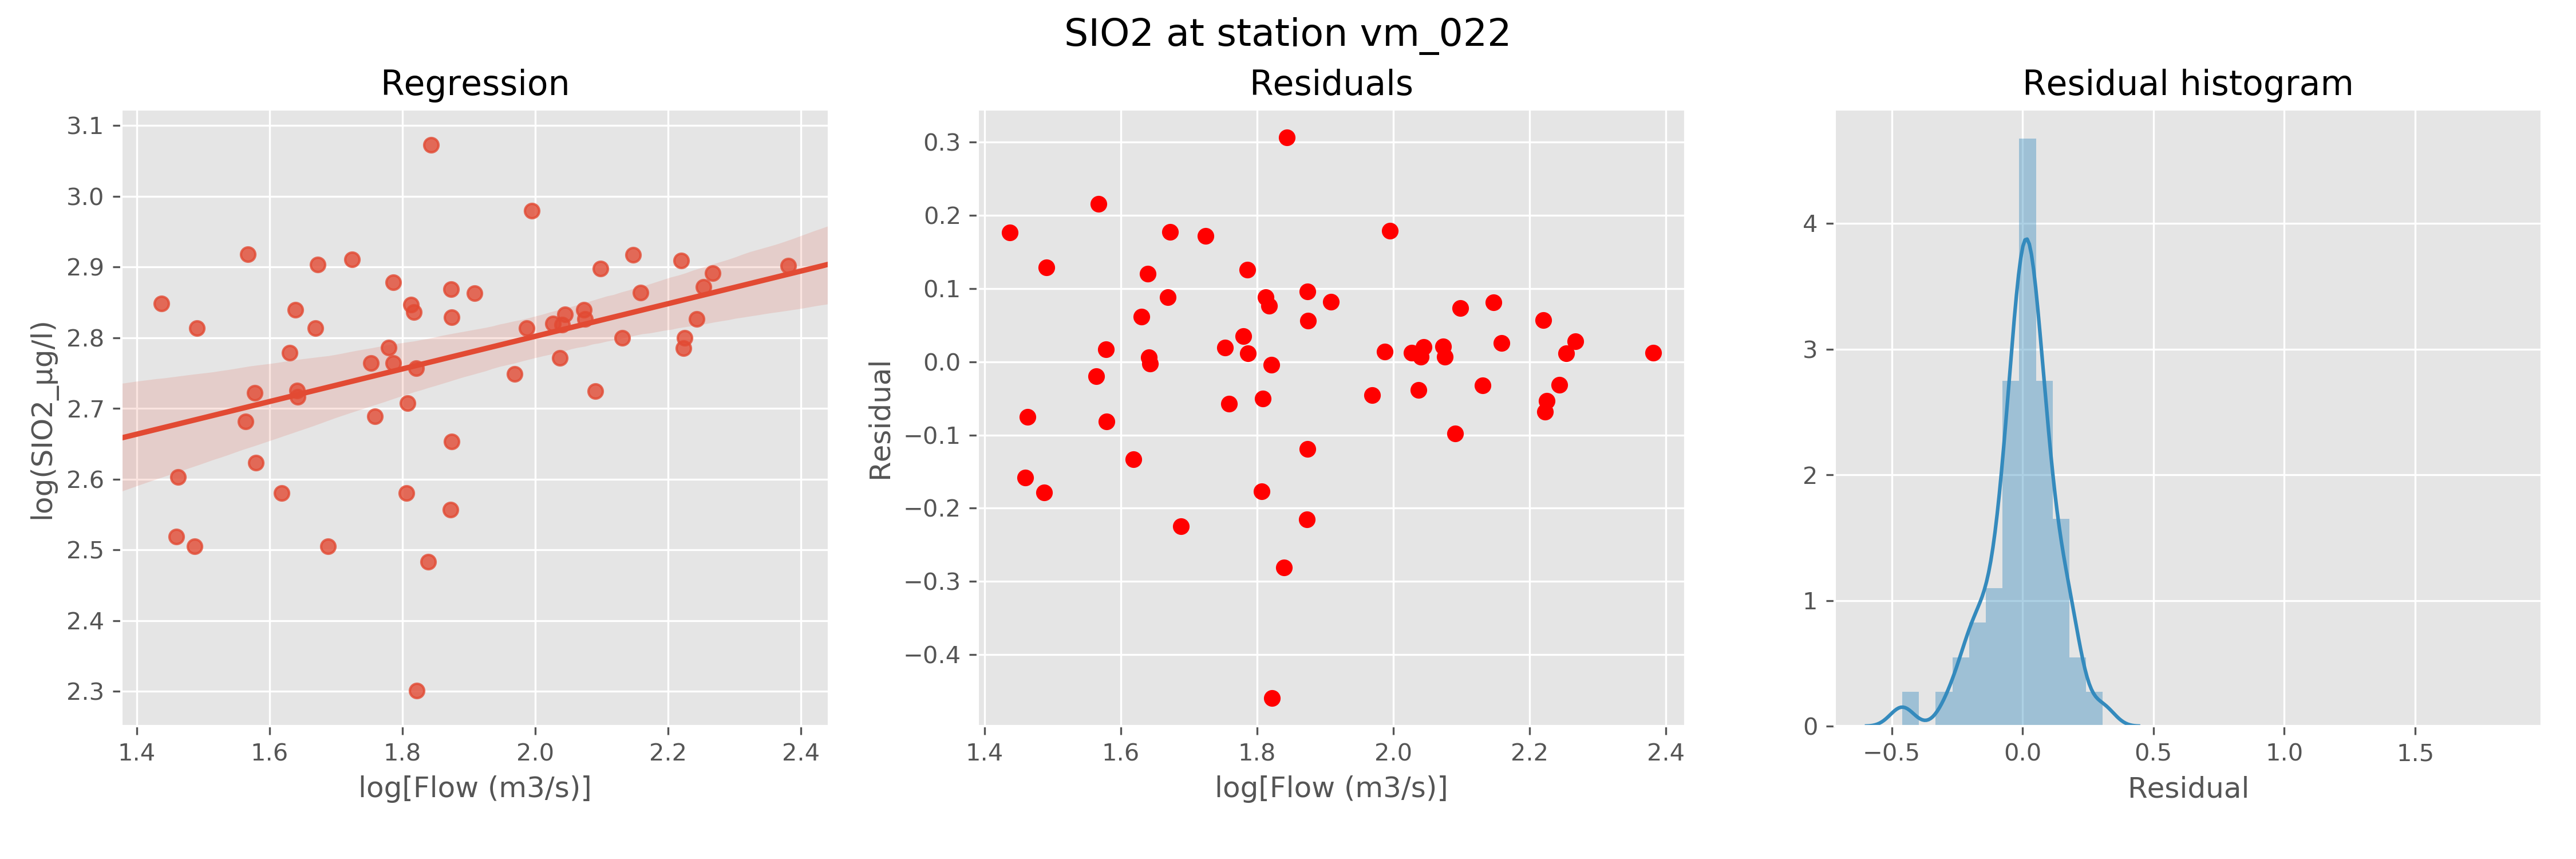 SIO2 at station vm_022
Regression
3.1
3.0
2.9
2.8
2.7
2.6
2.5
2.4
2.3
log(SIO2_µg/l)
1.4 1.6 1.8 2.0 2.2 2.4
log[Flow (m3/s)]
Residuals
0.3
0.2
0.1
0.0
−0.1
−0.2
−0.3
−0.4
Residual
1.4 1.6 1.8 2.0 2.2 2.4
log[Flow (m3/s)]
Residual histogram
4
3
2
1
0
−0.5 0.0 0.5 1.0 1.5
Residual